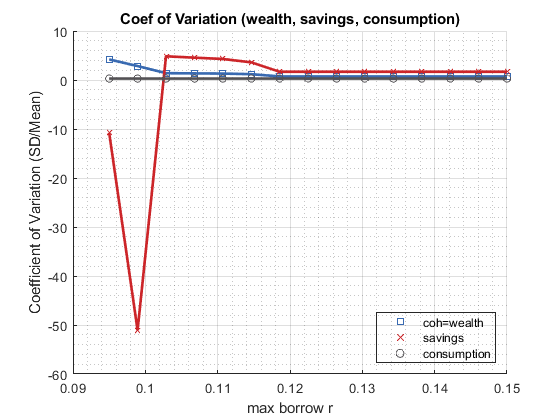 Coef of Variation (wealth, savings, consumption)
Coefficient of Variation (SD/Mean)
10
0
-10
-20
-30
-40
-50
-60
coh=wealth
savings
consumption
0.09 0.1 0.11 0.12 0.13 0.14 0.15
max borrow r